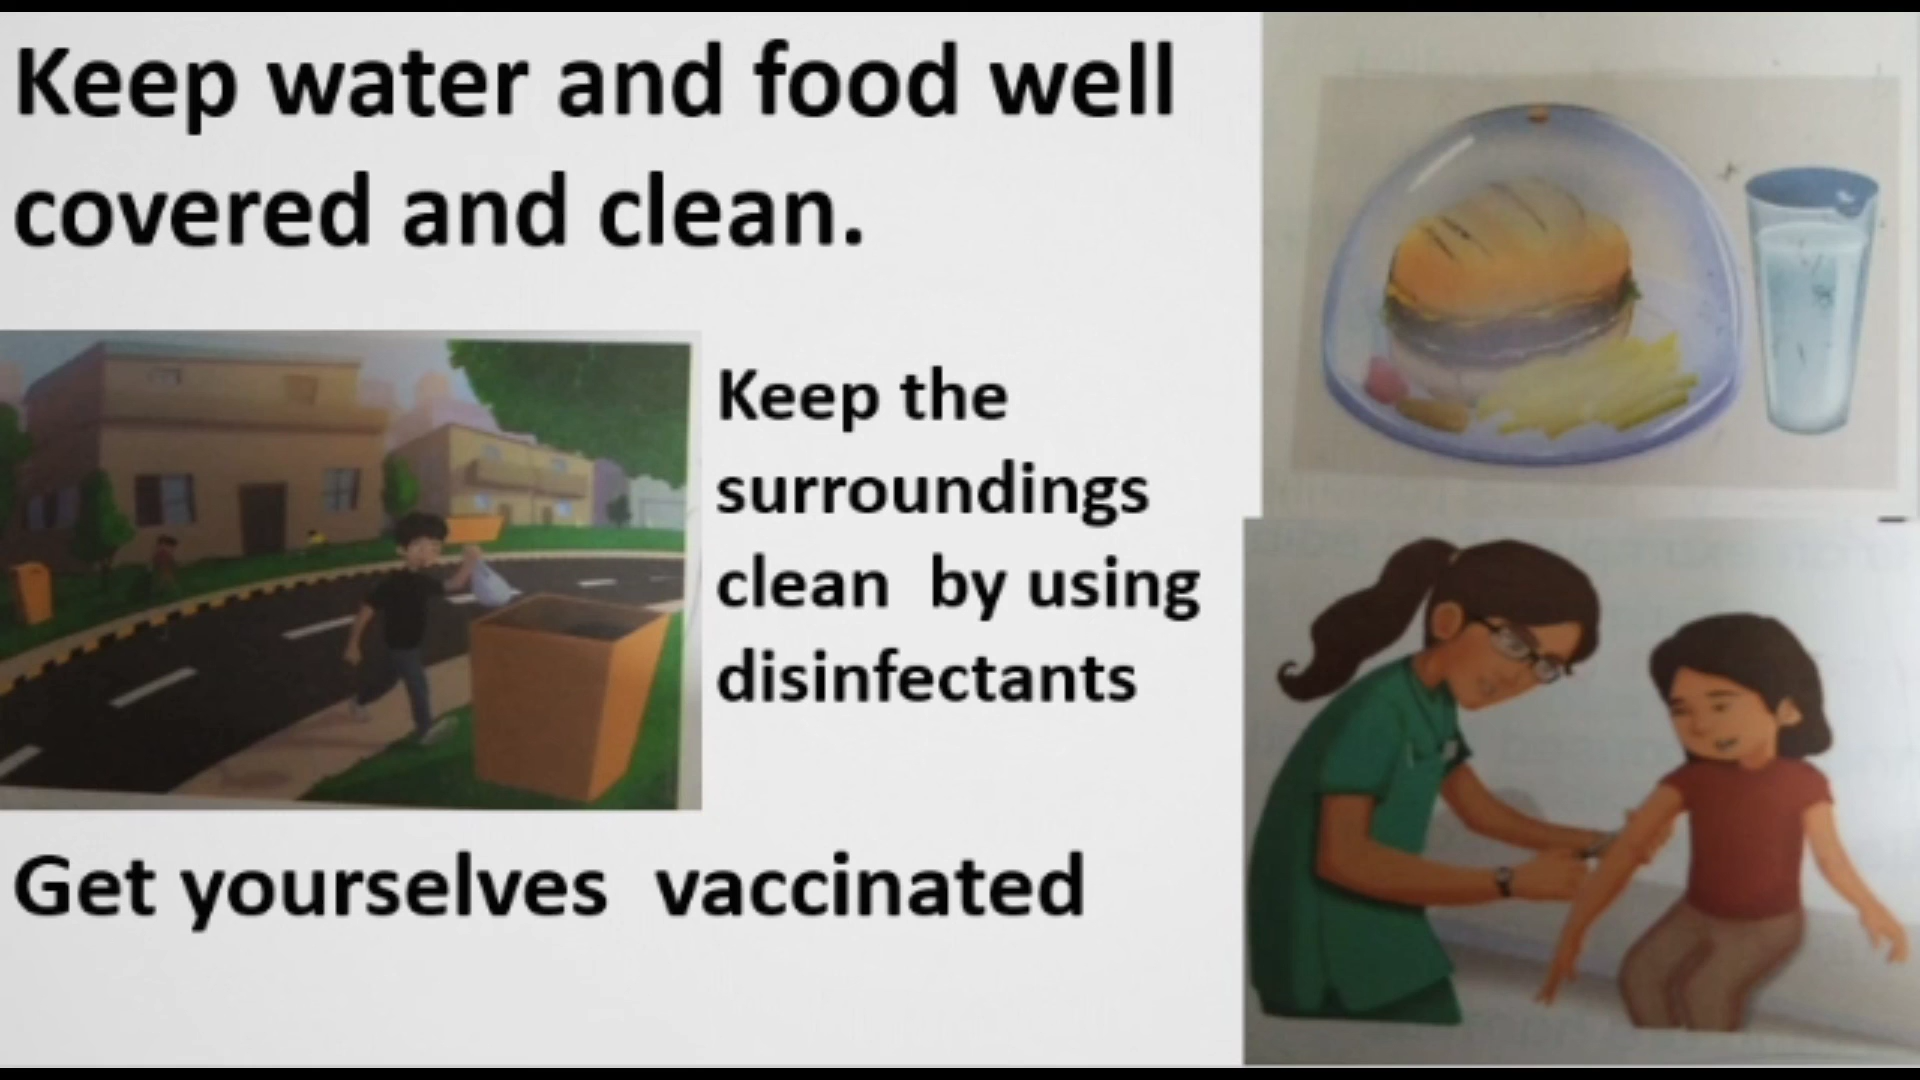 Keep water and food well
covered and clean.
Keep the
surroundings
clean  by using
disinfectants
Get yourselves  vaccinated